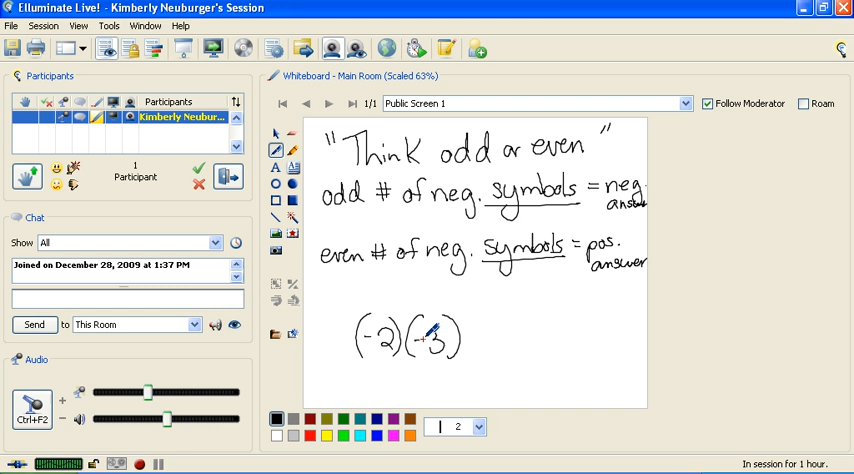 Elluminate Live! - Kimberly Neuburger's Session
File Session View Tools Window Help
Participants
Participants
Kimberly Neubur...
1
Participant
Chat
Show All
Joined on December 28, 2009 at 1:37 PM
Send to This Room
Audio
Ctrl+F2
Whiteboard - Main Room (Scaled 63%)
1/1 Public Screen 1 Follow Moderator Roam
"Think odd or even"
odd # of neg. symbols = neg.
answer
even # of neg. symbols = pos.
answer
(-2)(-3)
2
In session for 1 hour.